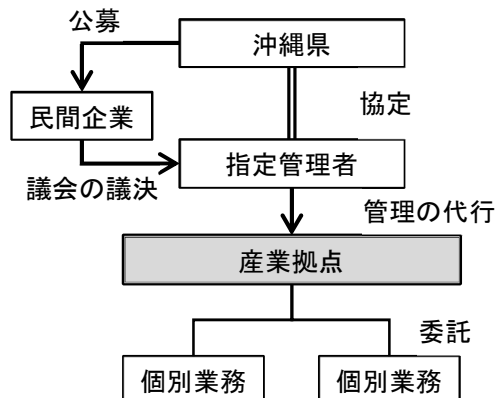 公募
沖縄県
協定
民間企業
議会の議決
指定管理者
管理の代行
産業拠点
委託
個別業務
個別業務